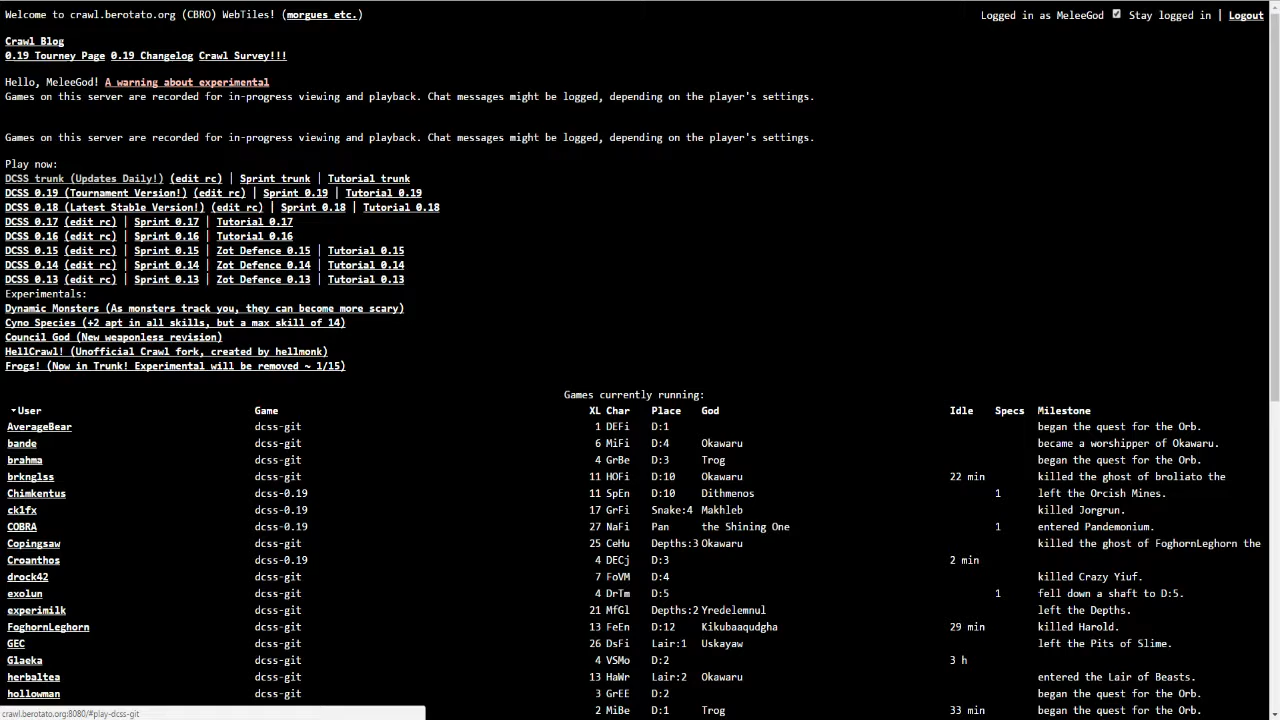 Welcome to crawl.berotato.org (CBRO) WebTiles! (morgues etc.) Logged in as MeleeGod Stay logged in | Logout
Crawl Blog
0.19 Tourney Page 0.19 Changelog Crawl Survey!!!
Hello, MeleeGod! A warning about experimental
Games on this server are recorded for in-progress viewing and playback. Chat messages might be logged, depending on the player's settings.
Games on this server are recorded for in-progress viewing and playback. Chat messages might be logged, depending on the player's settings.
Play now:
DCSS trunk (Updates Daily!) (edit rc) | Sprint trunk | Tutorial trunk
DCSS 0.19 (Tournament Version!) (edit rc) | Sprint 0.19 | Tutorial 0.19
DCSS 0.18 (Latest Stable Version!) (edit rc) | Sprint 0.18 | Tutorial 0.18
DCSS 0.17 (edit rc) | Sprint 0.17 | Tutorial 0.17
DCSS 0.16 (edit rc) | Sprint 0.16 | Tutorial 0.16
DCSS 0.15 (edit rc) | Sprint 0.15 | Zot Defence 0.15 | Tutorial 0.15
DCSS 0.14 (edit rc) | Sprint 0.14 | Zot Defence 0.14 | Tutorial 0.14
DCSS 0.13 (edit rc) | Sprint 0.13 | Zot Defence 0.13 | Tutorial 0.13
Experimentals:
Dynamic Monsters (As monsters track you, they can become more scary)
Cyno Species (+2 apt in all skills, but a max skill of 14)
Council God (New weaponless revision)
HellCrawl! (Unofficial Crawl fork, created by hellmonk)
Frogs! (Now in Trunk! Experimental will be removed ~ 1/15)
Games currently running:
User Game XL Char Place God Idle Specs Milestone
AverageBear dcss-git 1 DEFi D:1 began the quest for the Orb.
bande dcss-git 6 MiFi D:4 Okawaru became a worshipper of Okawaru.
brahma dcss-git 4 GrBe D:3 Trog began the quest for the Orb.
brknglss dcss-git 11 HOFi D:10 Okawaru 22 min killed the ghost of broliato the
Chimkentus dcss-0.19 11 SpEn D:10 Dithmenos 1 left the Orcish Mines.
ck1fx dcss-0.19 17 GrFi Snake:4 Makhleb killed Jorgrun.
COBRA dcss-0.19 27 NaFi Pan the Shining One 1 entered Pandemonium.
Copingsaw dcss-git 25 CeHu Depths:3 Okawaru killed the ghost of FoghornLeghorn the
Croanthos dcss-0.19 4 DECj D:3 2 min
drock42 dcss-git 7 FoVM D:4 killed Crazy Yiuf.
exolun dcss-git 4 DrTm D:5 1 fell down a shaft to D:5.
experimilk dcss-git 21 MfGl Depths:2 Yredelemnul left the Depths.
FoghornLeghorn dcss-git 13 FeEn D:12 Kikubaaqudgha 29 min killed Harold.
GEC dcss-git 26 DsFi Lair:1 Uskayaw left the Pits of Slime.
Glaeka dcss-git 4 VSMo D:2 3 h
herbaltea dcss-git 13 HaWr Lair:2 Okawaru entered the Lair of Beasts.
hollowman dcss-git 3 GrEE D:2 began the quest for the Orb.
dcss-git 2 MiBe D:1 Trog 33 min began the quest for the Orb.
crawl.berotato.org:8080/#play-dcss-git